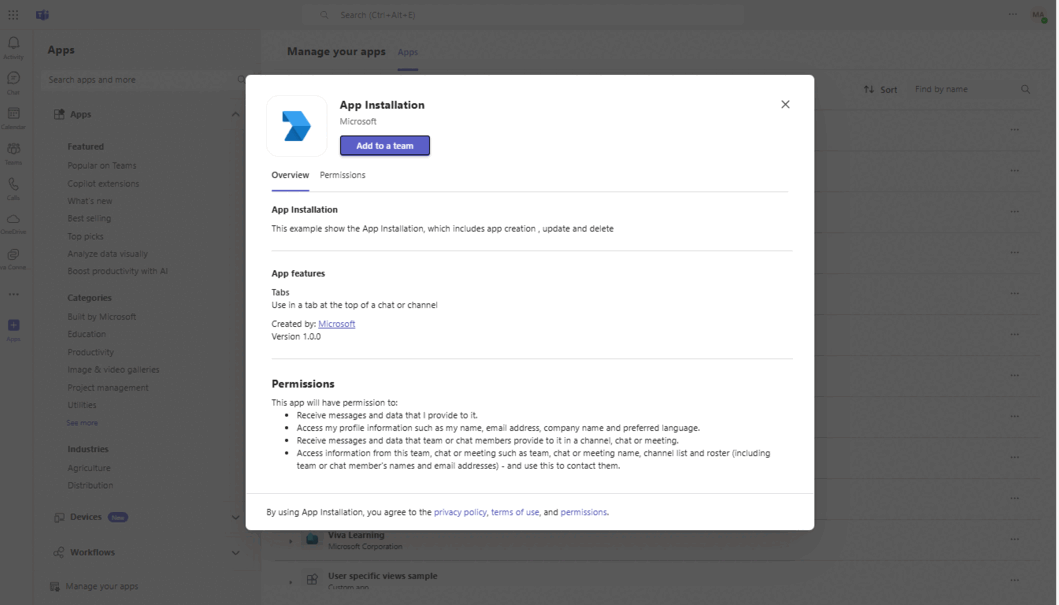 Search (Ctrl+Alt+E)
MA
Activity
Chat
Calendar
Teams
Calls
OneDrive
Apps
Apps
Search apps and more
Apps
Featured
Popular on Teams
Copilot extensions
What's new
Best selling
Top picks
Analyze data visually
Boost productivity with AI
Categories
Built by Microsoft
Education
Productivity
Image & video galleries
Project management
Utilities
See more
Industries
Agriculture
Distribution
Devices New
Workflows
Manage your apps
Manage your apps Apps
Sort Find by name
App Installation
Microsoft
Add to a team
Overview Permissions
App Installation
This example show the App Installation, which includes app creation , update and delete
App features
Tabs
Use in a tab at the top of a chat or channel
Created by: Microsoft
Version 1.0.0
Permissions
This app will have permission to:
• Receive messages and data that I provide to it.
• Access my profile information such as my name, email address, company name and preferred language.
• Receive messages and data that team or chat members provide to it in a channel, chat or meeting.
• Access information from this team, chat or meeting such as team, chat or meeting name, channel list and roster (including
team or chat member's names and email addresses) - and use this to contact them.
By using App Installation, you agree to the privacy policy, terms of use, and permissions.
Viva Learning
Microsoft Corporation
User specific views sample
Custom app